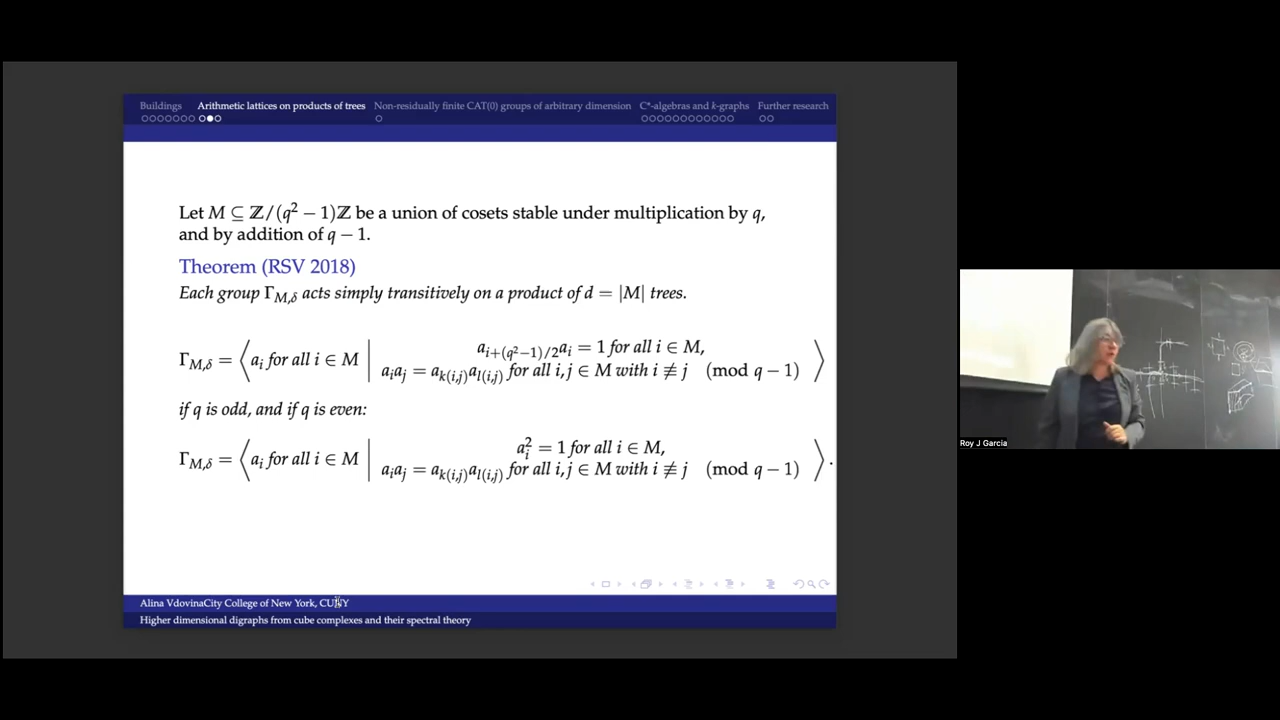 Buildings Arithmetic lattices on products of trees Non-residually finite CAT(0) groups of arbitrary dimension C*-algebras and k-graphs Further research
Let M ⊆ ℤ/(q² − 1)ℤ be a union of cosets stable under multiplication by q,
and by addition of q − 1.
Theorem (RSV 2018)
Each group Γ_{M,δ} acts simply transitively on a product of d = |M| trees.
Γ_{M,δ} = ⟨ a_i for all i ∈ M | a_{i+(q²−1)/2}a_i = 1 for all i ∈ M,
a_ia_j = a_{k(i,j)}a_{l(i,j)} for all i, j ∈ M with i ≢ j (mod q − 1) ⟩
if q is odd, and if q is even:
Γ_{M,δ} = ⟨ a_i for all i ∈ M | a_i² = 1 for all i ∈ M,
a_ia_j = a_{k(i,j)}a_{l(i,j)} for all i, j ∈ M with i ≢ j (mod q − 1) ⟩.
Alina VdovinaCity College of New York, CUNY
Higher dimensional digraphs from cube complexes and their spectral theory
Roy J Garcia